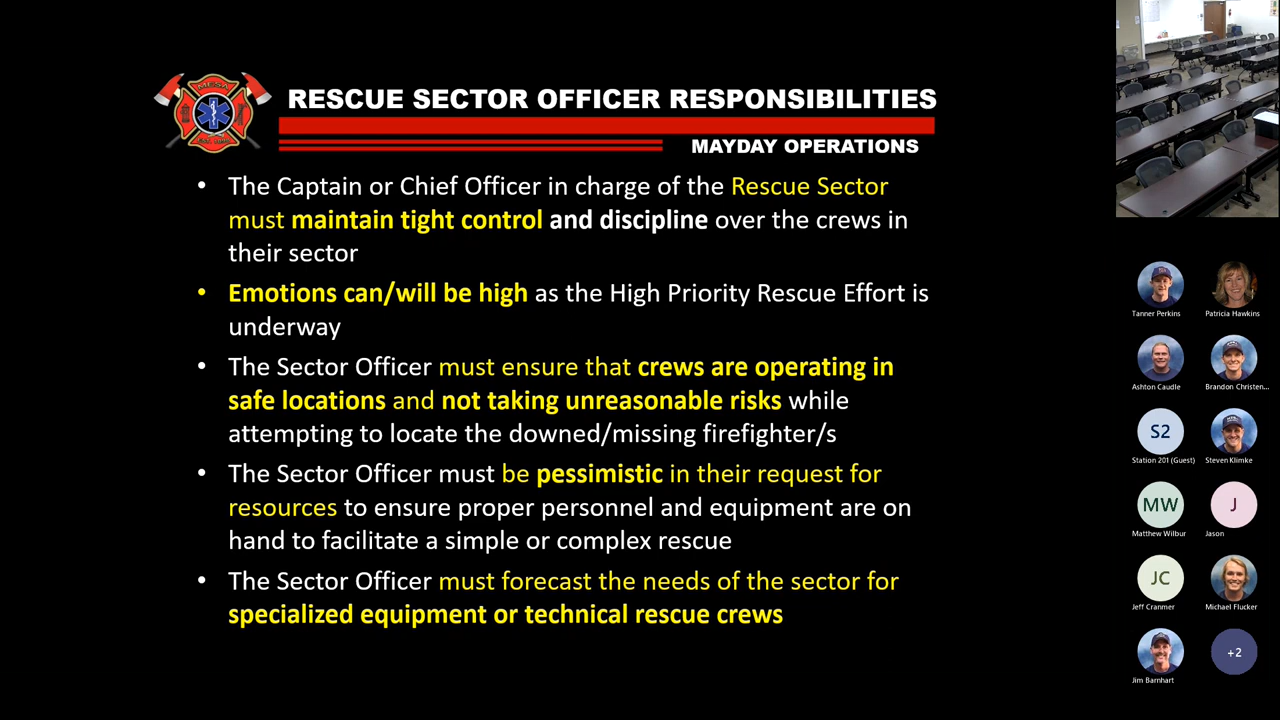 RESCUE SECTOR OFFICER RESPONSIBILITIES
MAYDAY OPERATIONS
• The Captain or Chief Officer in charge of the Rescue Sector
must maintain tight control and discipline over the crews in
their sector
• Emotions can/will be high as the High Priority Rescue Effort is
underway
• The Sector Officer must ensure that crews are operating in
safe locations and not taking unreasonable risks while
attempting to locate the downed/missing firefighter/s
• The Sector Officer must be pessimistic in their request for
resources to ensure proper personnel and equipment are on
hand to facilitate a simple or complex rescue
• The Sector Officer must forecast the needs of the sector for
specialized equipment or technical rescue crews
Tanner Perkins
Patricia Hawkins
Ashton Caudle
Brandon Christen...
S2
Station 201 (Guest)
Steven Klimke
MW
Matthew Wilbur
J
Jason
JC
Jeff Cranmer
Michael Flucker
Jim Barnhart
+2